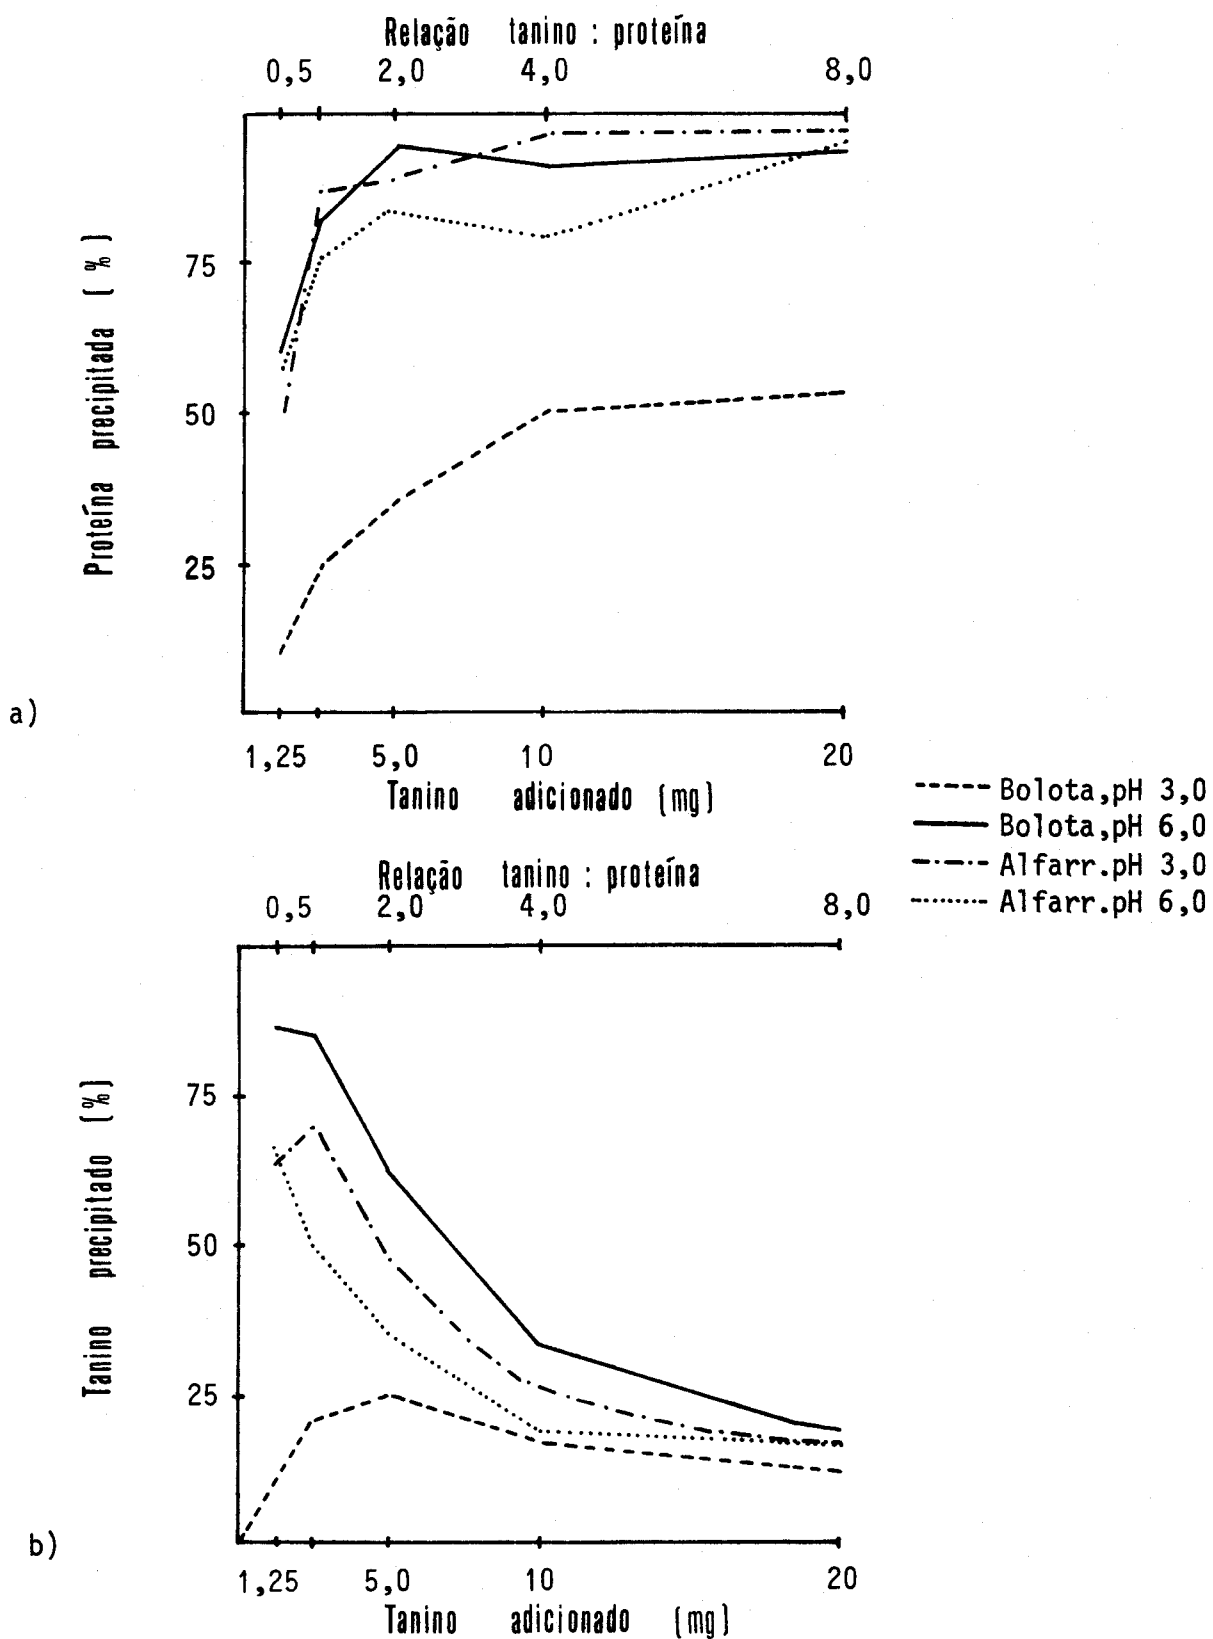 Relação tanino : proteína
0,5 2,0 4,0 8,0
Proteína precipitada (%)
75
50
25
a)
1,25 5,0 10 20
Tanino adicionado (mg)
Bolota,pH 3,0
Bolota,pH 6,0
Alfarr.pH 3,0
Alfarr.pH 6,0
Relação tanino : proteína
0,5 2,0 4,0 8,0
Tanino precipitado (%)
75
50
25
b)
1,25 5,0 10 20
Tanino adicionado (mg)